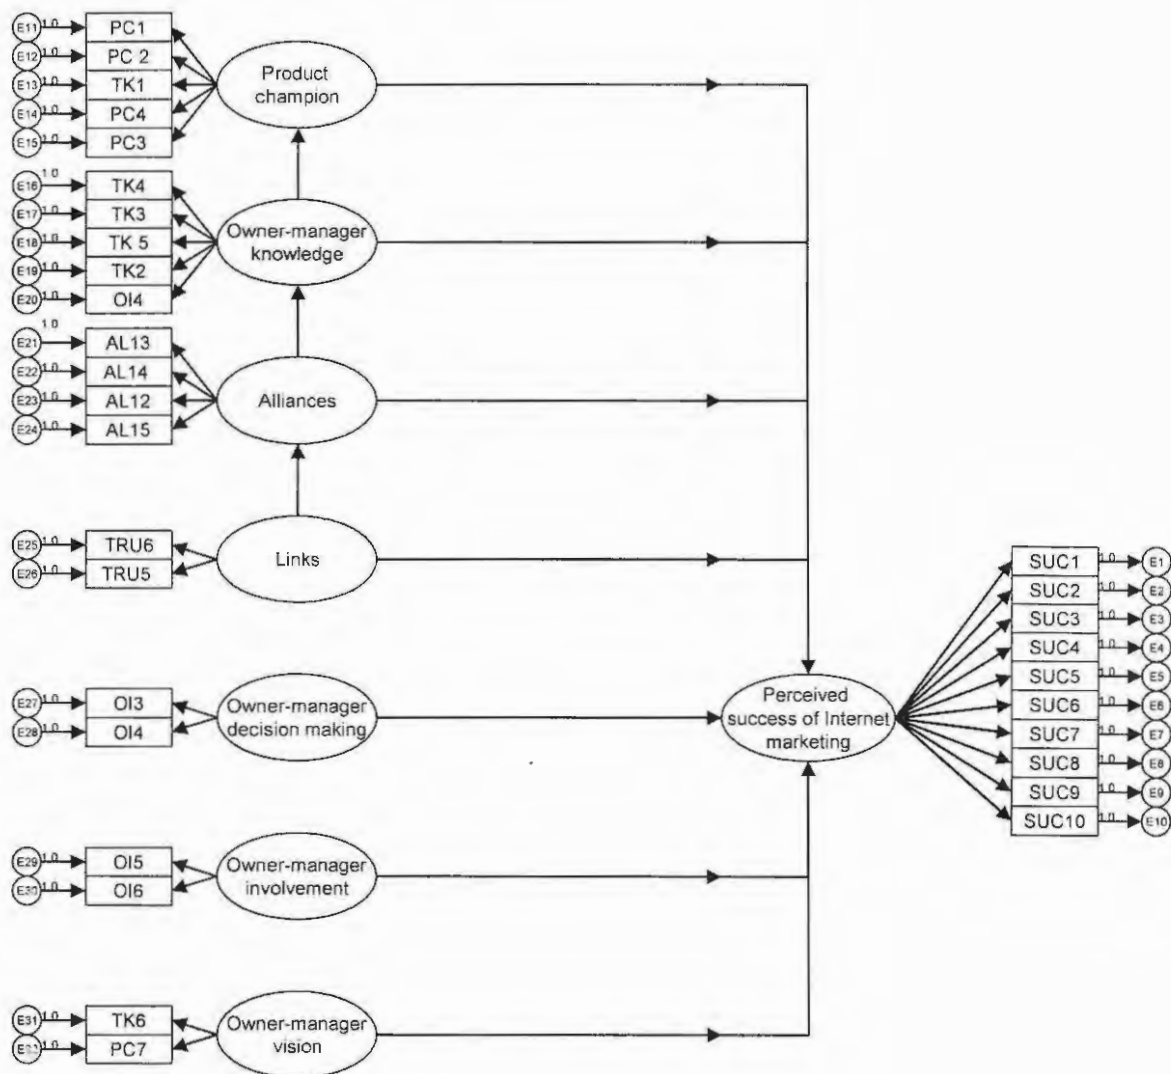 E11 1.0 PC1
E12 1.0 PC 2
E13 1.0 TK1
E14 1.0 PC4
E15 1.0 PC3
Product
champion
E16 1.0 TK4
E17 1.0 TK3
E18 1.0 TK 5
E19 1.0 TK2
E20 1.0 OI4
Owner-manager
knowledge
E21 1.0 AL13
E22 1.0 AL14
E23 1.0 AL12
E24 1.0 AL15
Alliances
E25 1.0 TRU6
E26 1.0 TRU5
Links
E27 1.0 OI3
E28 1.0 OI4
Owner-manager
decision making
E29 1.0 OI5
E30 1.0 OI6
Owner-manager
involvement
E31 1.0 TK6
1.0 PC7
Owner-manager
vision
Perceived
success of Internet
marketing
SUC1 1.0 E1
SUC2 1.0 E2
SUC3 1.0 E3
SUC4 1.0 E4
SUC5 1.0 E5
SUC6 1.0 E6
SUC7 1.0 E7
SUC8 1.0 E8
SUC9 1.0 E9
SUC10 1.0 E10